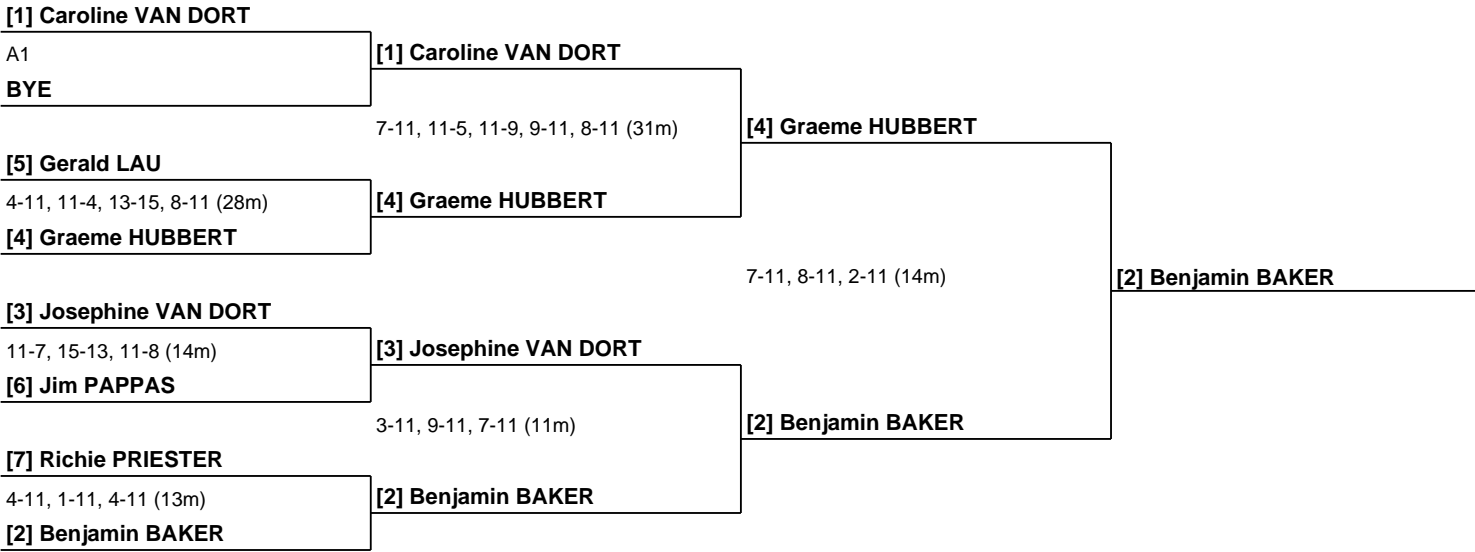 [1] Caroline VAN DORT
A1
BYE
[5] Gerald LAU
4-11, 11-4, 13-15, 8-11 (28m)
[4] Graeme HUBBERT
[3] Josephine VAN DORT
11-7, 15-13, 11-8 (14m)
[6] Jim PAPPAS
[7] Richie PRIESTER
4-11, 1-11, 4-11 (13m)
[2] Benjamin BAKER
[1] Caroline VAN DORT
7-11, 11-5, 11-9, 9-11, 8-11 (31m)
[4] Graeme HUBBERT
[3] Josephine VAN DORT
3-11, 9-11, 7-11 (11m)
[2] Benjamin BAKER
[4] Graeme HUBBERT
7-11, 8-11, 2-11 (14m)
[2] Benjamin BAKER
[2] Benjamin BAKER